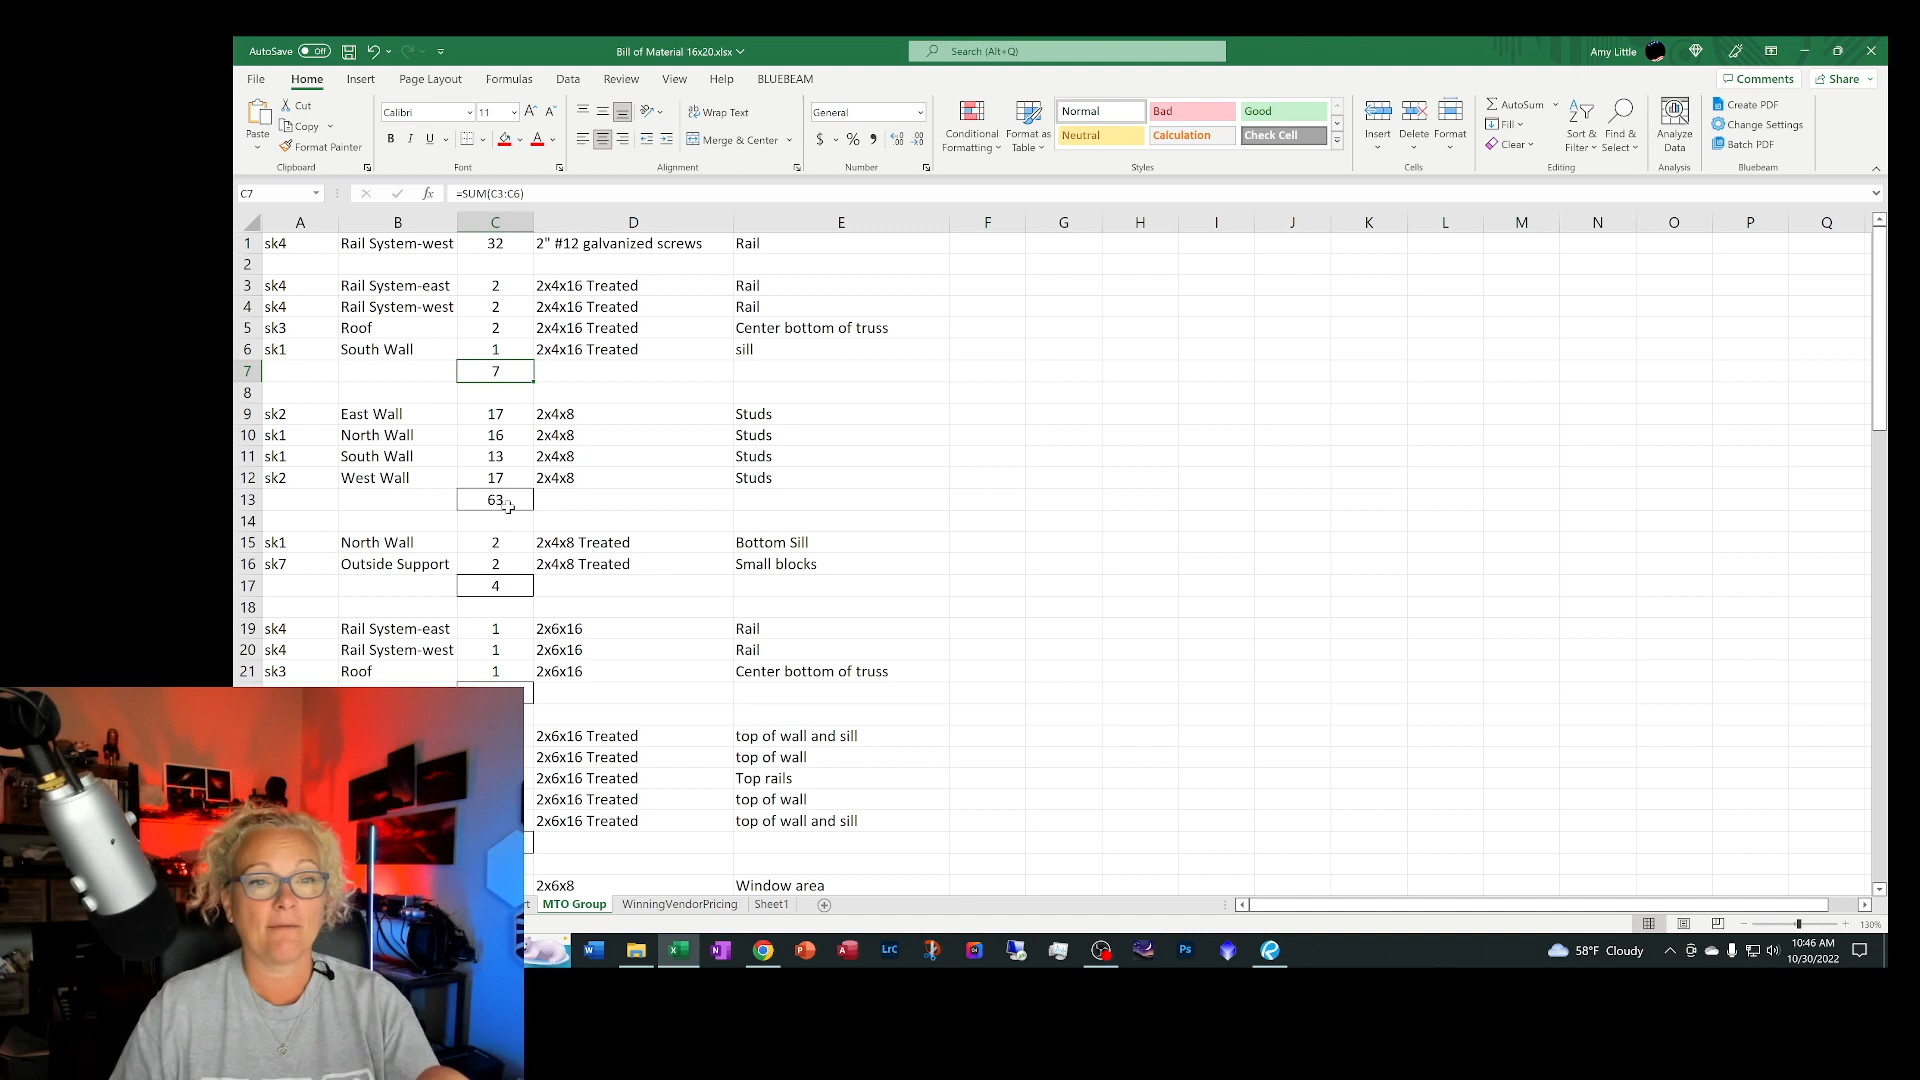 AutoSave Off Bill of Material 16x20.xlsx Search (Alt+Q) Amy Little
File Home Insert Page Layout Formulas Data Review View Help BLUEBEAM Comments Share
Paste Cut Copy Format Painter Clipboard
Calibri 11 B I U A Font
Wrap Text Merge & Center Alignment
General $ % Number
Conditional Formatting Format as Table
Normal Bad Good
Neutral Calculation Check Cell
Styles
Insert Delete Format Cells
AutoSum Fill Clear Sort & Filter Find & Select Editing
Analyze Data Analysis
Create PDF Change Settings Batch PDF Bluebeam
C7 fx =SUM(C3:C6)
A B C D E F G H I J K L M N O P Q
1 sk4 Rail System-west 32 2" #12 galvanized screws Rail
2
3 sk4 Rail System-east 2 2x4x16 Treated Rail
4 sk4 Rail System-west 2 2x4x16 Treated Rail
5 sk3 Roof 2 2x4x16 Treated Center bottom of truss
6 sk1 South Wall 1 2x4x16 Treated sill
7 7
8
9 sk2 East Wall 17 2x4x8 Studs
10 sk1 North Wall 16 2x4x8 Studs
11 sk1 South Wall 13 2x4x8 Studs
12 sk2 West Wall 17 2x4x8 Studs
13 63
14
15 sk1 North Wall 2 2x4x8 Treated Bottom Sill
16 sk7 Outside Support 2 2x4x8 Treated Small blocks
17 4
18
19 sk4 Rail System-east 1 2x6x16 Rail
20 sk4 Rail System-west 1 2x6x16 Rail
21 sk3 Roof 1 2x6x16 Center bottom of truss
2x6x16 Treated top of wall and sill
2x6x16 Treated top of wall
2x6x16 Treated Top rails
2x6x16 Treated top of wall
2x6x16 Treated top of wall and sill
2x6x8 Window area
MTO Group WinningVendorPricing Sheet1
130%
LrC Ps 58°F Cloudy 10:46 AM
10/30/2022